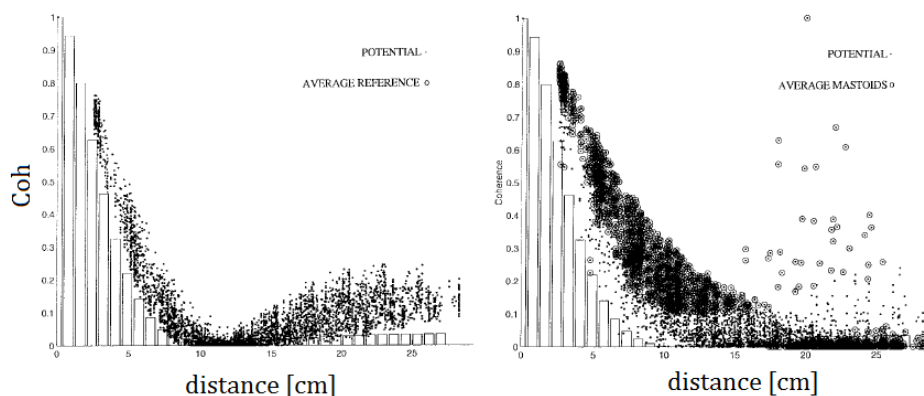 Coh
1
0.9
0.8
0.7
0.6
0.5
0.4
0.3
0.2
0.1
0
0 5 10 15 20 25
POTENTIAL ·
AVERAGE REFERENCE o
distance [cm]
Coherence
1
0.9
0.8
0.7
0.6
0.5
0.4
0.3
0.2
0.1
0
0 5 10 15 20 25
POTENTIAL ·
AVERAGE MASTOIDS o
distance [cm]